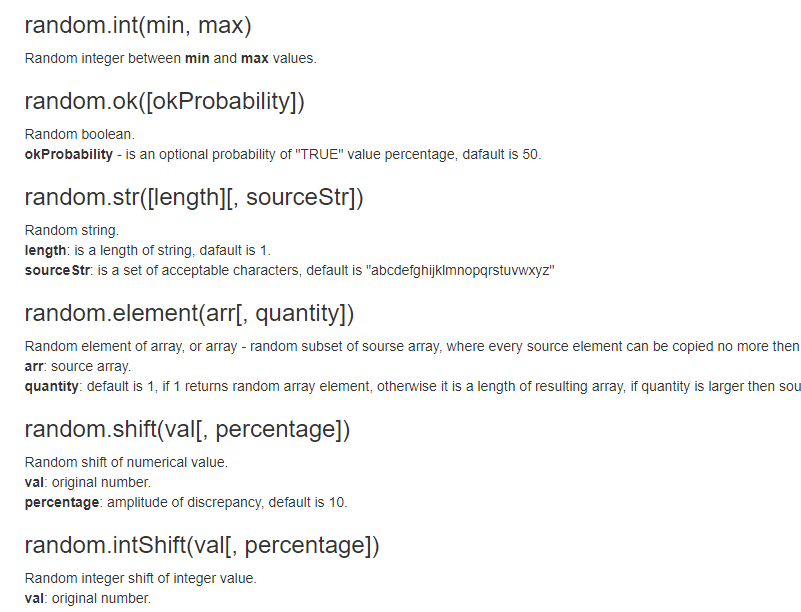 random.int(min, max)
Random integer between min and max values.
random.ok([okProbability])
Random boolean.
okProbability - is an optional probability of "TRUE" value percentage, dafault is 50.
random.str([length][, sourceStr])
Random string.
length: is a length of string, dafault is 1.
sourceStr: is a set of acceptable characters, default is "abcdefghijklmnopqrstuvwxyz"
random.element(arr[, quantity])
Random element of array, or array - random subset of sourse array, where every source element can be copied no more then
arr: source array.
quantity: default is 1, if 1 returns random array element, otherwise it is a length of resulting array, if quantity is larger then sou
random.shift(val[, percentage])
Random shift of numerical value.
val: original number.
percentage: amplitude of discrepancy, default is 10.
random.intShift(val[, percentage])
Random integer shift of integer value.
val: original number.